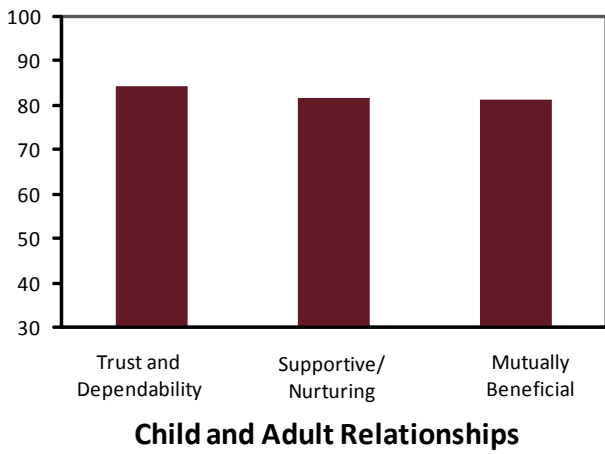 100
90
80
70
60
50
40
30
Trust and
Dependability
Supportive/
Nurturing
Mutually
Beneficial
Child and Adult Relationships